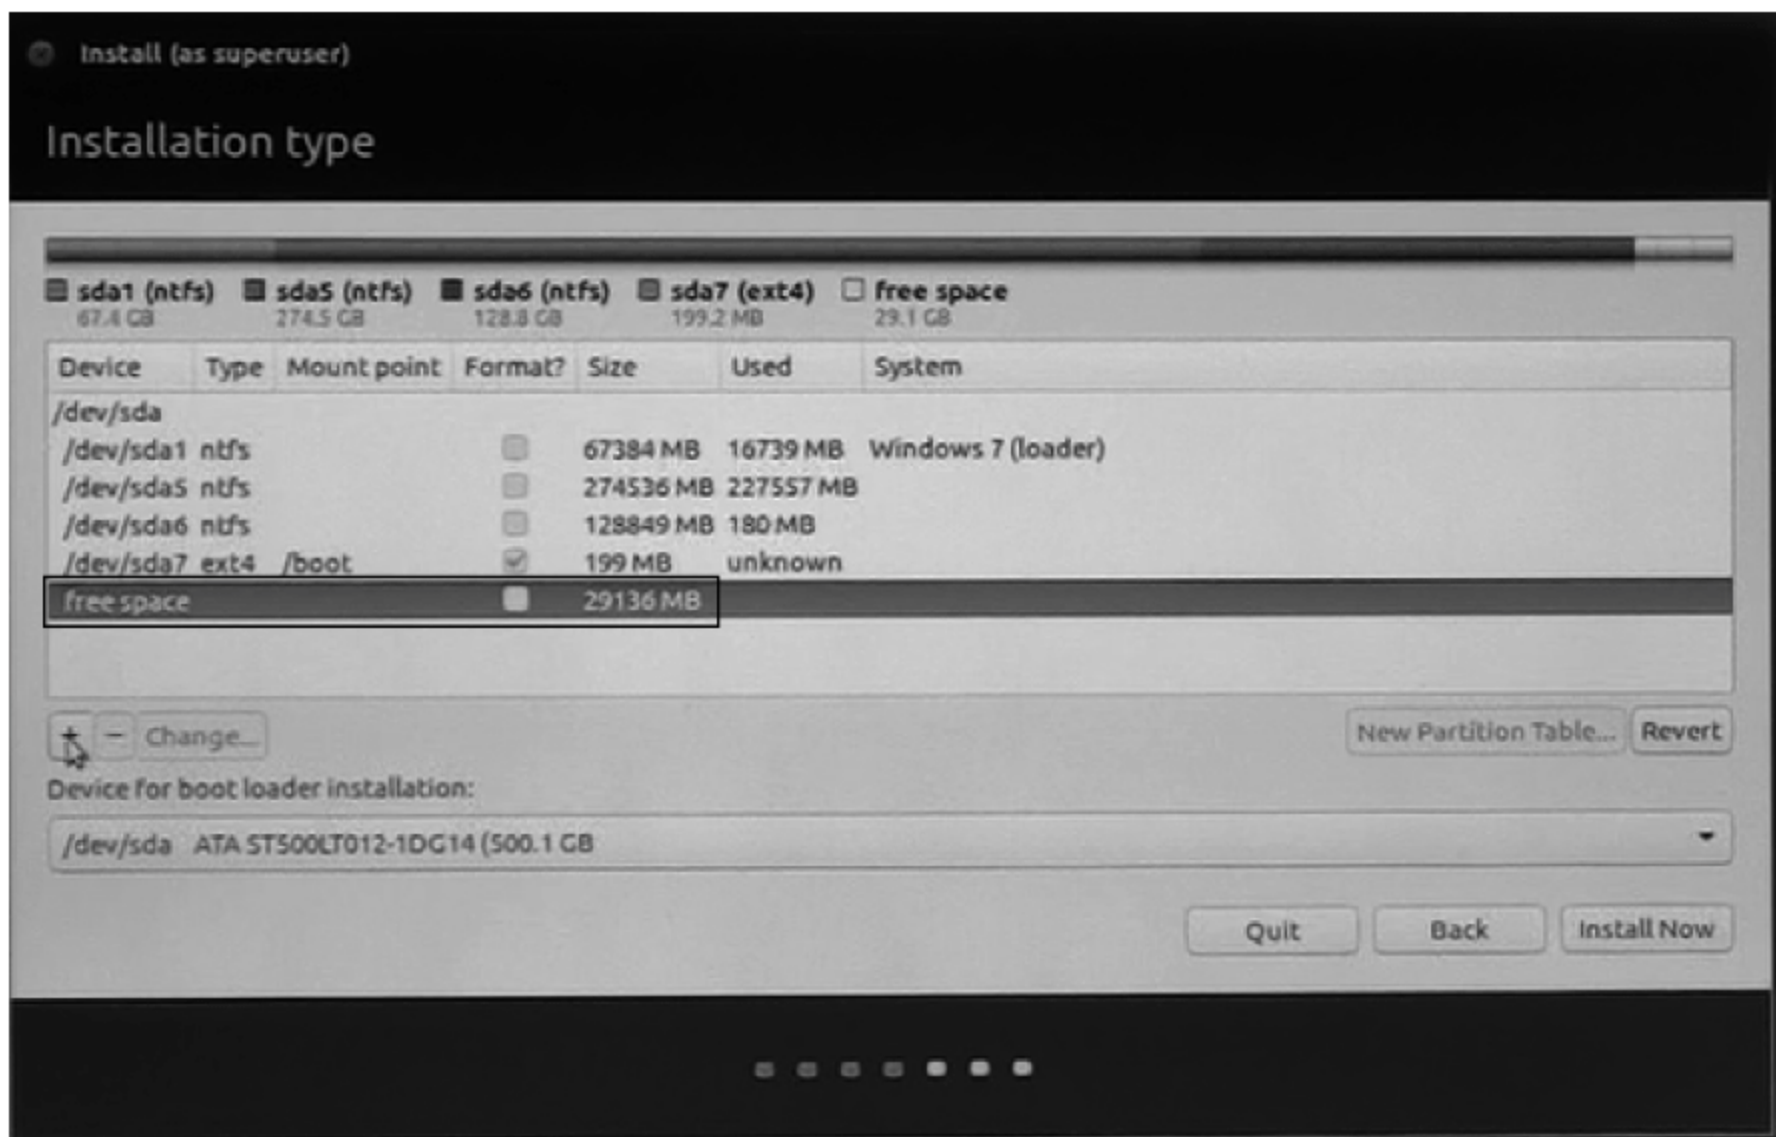 Install (as superuser)
Installation type
sda1 (ntfs) sda5 (ntfs) sda6 (ntfs) sda7 (ext4) free space
67.4 GB 274.5 GB 128.8 GB 199.2 MB 29.1 GB
Device Type Mount point Format? Size Used System
/dev/sda
/dev/sda1 ntfs 67384 MB 16739 MB Windows 7 (loader)
/dev/sda5 ntfs 274536 MB 227557 MB
/dev/sda6 ntfs 128849 MB 180 MB
/dev/sda7 ext4 /boot 199 MB unknown
free space 29136 MB
+ − Change... New Partition Table... Revert
Device for boot loader installation:
/dev/sda ATA ST500LT012-1DG14 (500.1 GB
Quit Back Install Now